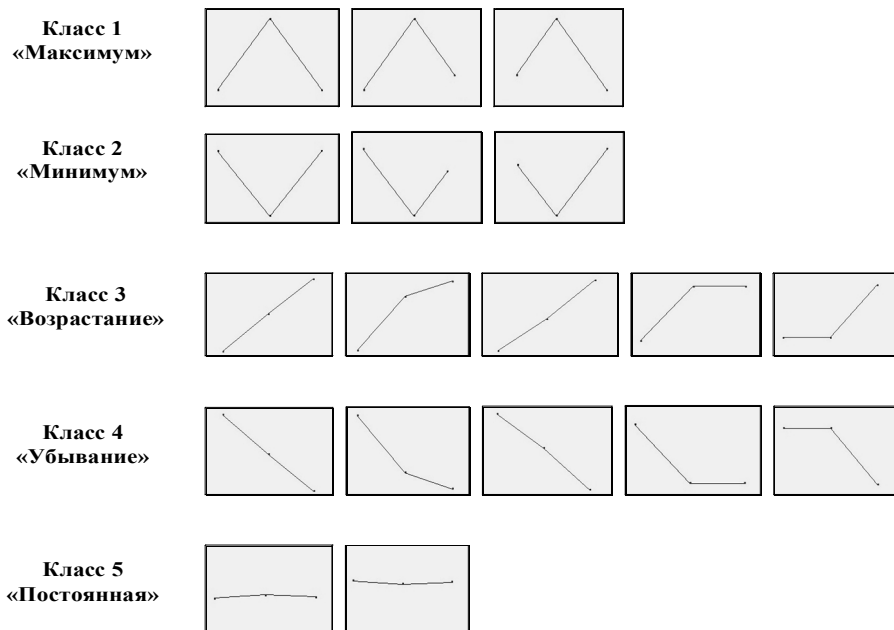 Класс 1
«Максимум»
Класс 2
«Минимум»
Класс 3
«Возрастание»
Класс 4
«Убывание»
Класс 5
«Постоянная»